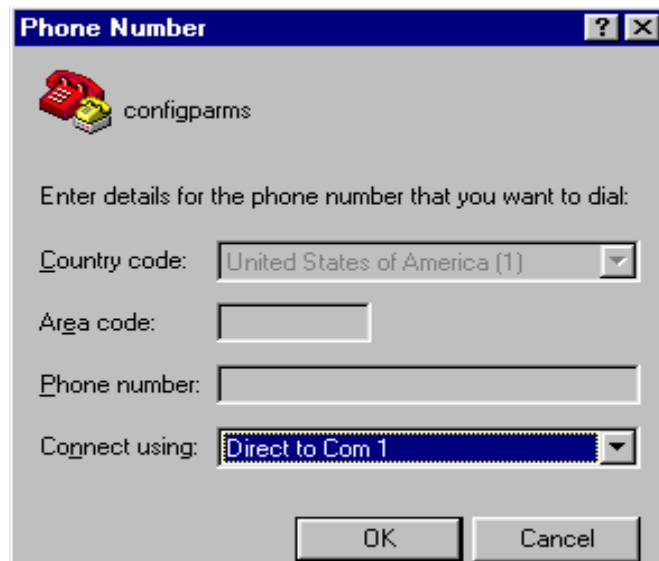 Phone Number
configparms
Enter details for the phone number that you want to dial:
Country code: United States of America (1)
Area code:
Phone number:
Connect using: Direct to Com 1
OK Cancel